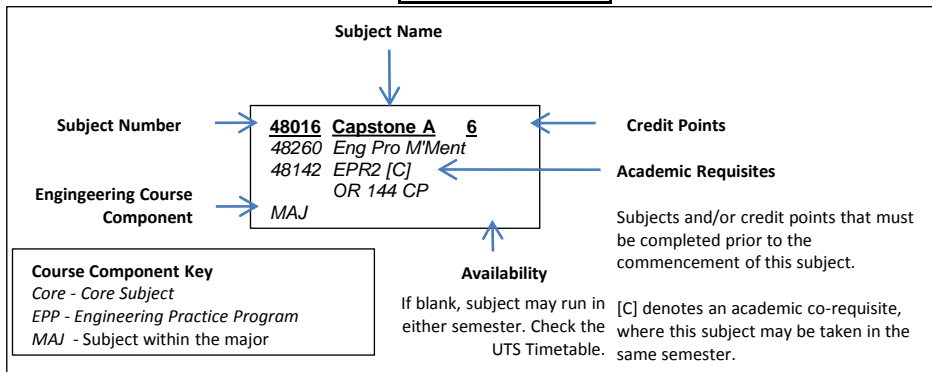 Subject Name
Subject Number
48016 Capstone A 6
48260 Eng Pro M'Ment
48142 EPR2 [C]
OR 144 CP
MAJ
Credit Points
Academic Requisites
Subjects and/or credit points that must
be completed prior to the
commencement of this subject.
[C] denotes an academic co-requisite,
where this subject may be taken in the
same semester.
Engingeering Course
Component
Availability
If blank, subject may run in
either semester. Check the
UTS Timetable.
Course Component Key
Core - Core Subject
EPP - Engineering Practice Program
MAJ - Subject within the major